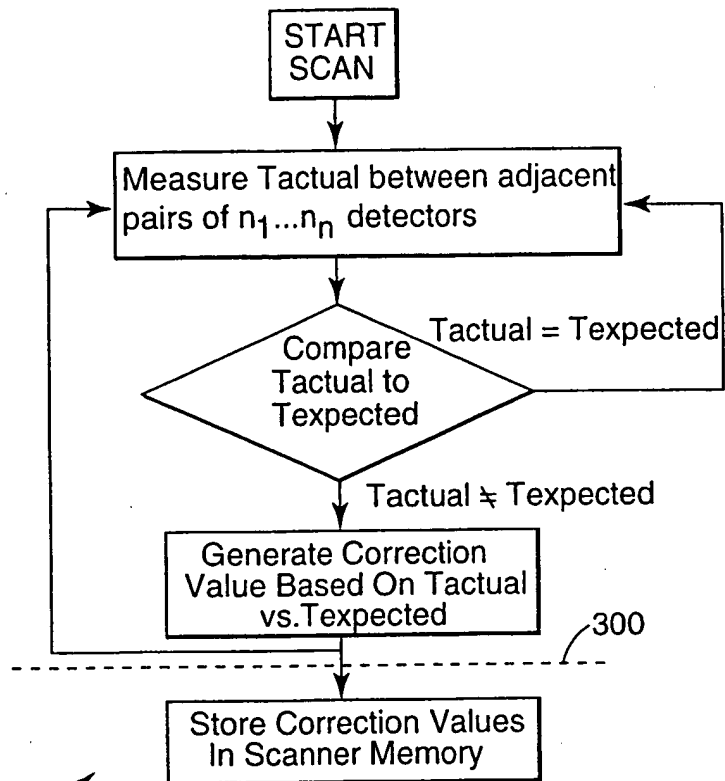 START
SCAN
Measure Tactual between adjacent
pairs of n₁...nₙ detectors
Tactual = Texpected
Compare
Tactual to
Texpected
Tactual ≠ Texpected
Generate Correction
Value Based On Tactual
vs.Texpected
300
Store Correction Values
In Scanner Memory